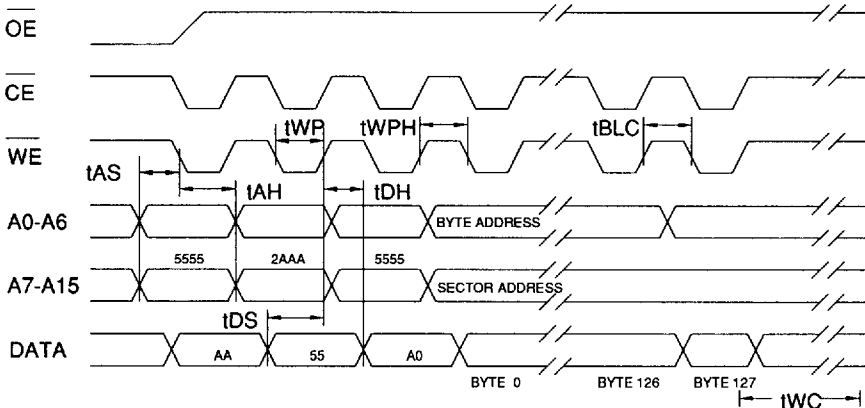 OE
CE
tWP tWPH tBLC
WE
tAS
tAH tDH
A0-A6 BYTE ADDRESS
5555 2AAA 5555
A7-A15 SECTOR ADDRESS
tDS
DATA AA 55 A0
BYTE 0 BYTE 126 BYTE 127
tWC